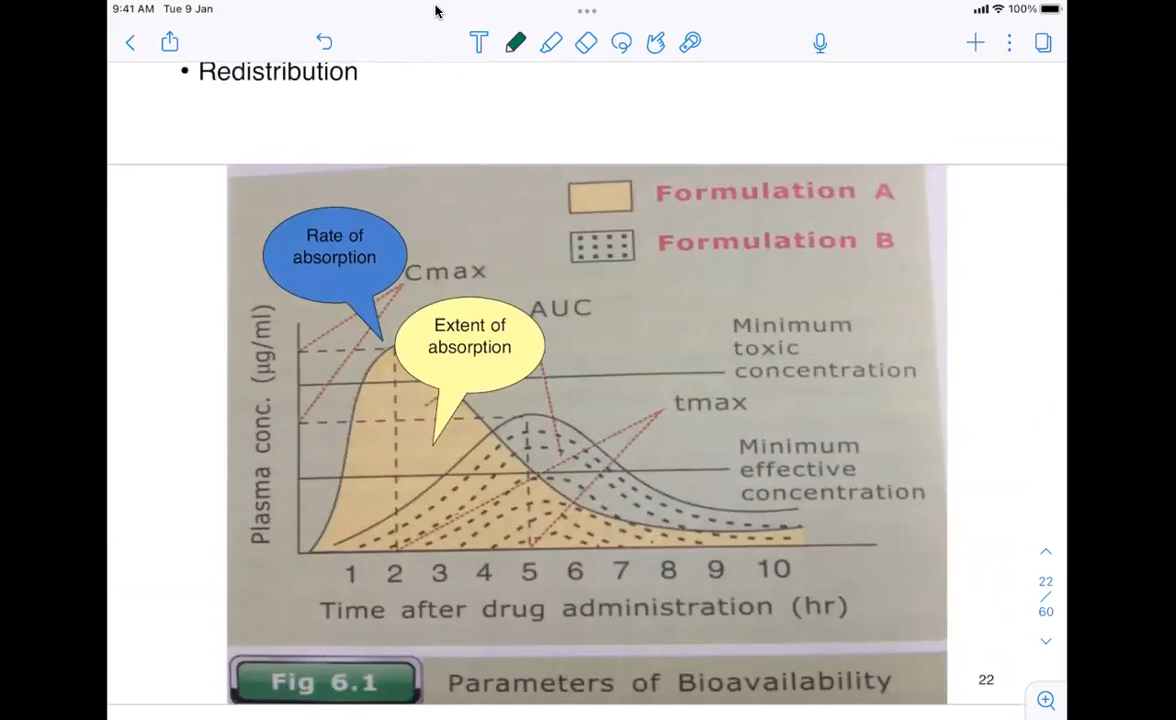 9:41 AM Tue 9 Jan
100%
• Redistribution
Formulation A
Formulation B
Rate of
absorption
Cmax
Extent of
absorption
AUC
Minimum
toxic
concentration
tmax
Minimum
effective
concentration
Plasma conc. (µg/ml)
1 2 3 4 5 6 7 8 9 10
Time after drug administration (hr)
22
/
60
Fig 6.1 Parameters of Bioavailability
22